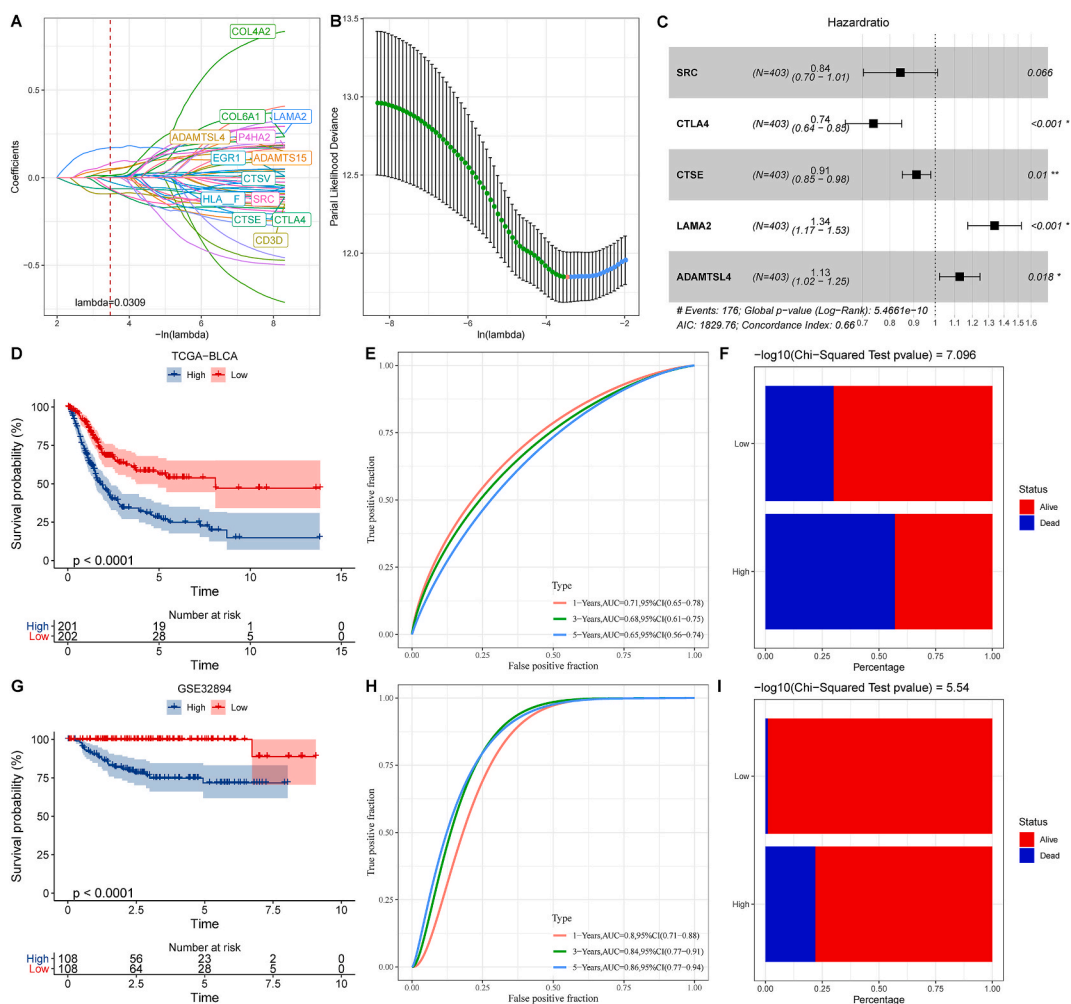 A
COL4A2
COL6A1
LAMA2
ADAMTSL4
P4HA2
EGR1
ADAMTS15
CTSV
HLA__F
SRC
CTSE
CTLA4
CD3D
0.5
0.0
−0.5
Coefficients
lambda=0.0309
2
4
6
8
−ln(lambda)
B
13.5
13.0
12.5
12.0
Parial Likelihood Deviance
−8
−6
−4
−2
ln(lambda)
C
Hazardratio
SRC
(N=403)
0.84
(0.70 − 1.01)
0.066
CTLA4
(N=403)
0.74
(0.64 − 0.85)
<0.001 *
CTSE
(N=403)
0.91
(0.85 − 0.98)
0.01 **
LAMA2
(N=403)
1.34
(1.17 − 1.53)
<0.001 *
ADAMTSL4
(N=403)
1.13
(1.02 − 1.25)
0.018 *
# Events: 176; Global p−value (Log−Rank): 5.4661e−10
AIC: 1829.76; Concordance Index: 0.66
0.7
0.8
0.9
1
1.1
1.2
1.3
1.4
1.5
1.6
D
TCGA−BLCA
High
Low
Survival probability (%)
100
75
50
25
0
p < 0.0001
0
5
10
15
Time
Number at risk
High
201
19
1
0
Low
202
28
5
0
0
5
10
15
Time
E
True positive fraction
1.00
0.75
0.50
0.25
0.00
Type
1−Years,AUC=0.71,95%CI(0.65−0.78)
3−Years,AUC=0.68,95%CI(0.61−0.75)
5−Years,AUC=0.65,95%CI(0.56−0.74)
0.00
0.25
0.50
0.75
1.00
False positive fraction
F
−log10(Chi−Squared Test pvalue) = 7.096
Low
High
0.00
0.25
0.50
0.75
1.00
Percentage
Status
Alive
Dead
G
GSE32894
High
Low
Survival probability (%)
100
75
50
25
0
p < 0.0001
0
2.5
5
7.5
10
Time
Number at risk
High
108
56
23
2
0
Low
108
64
28
5
0
0
2.5
5
7.5
10
Time
H
True positive fraction
1.00
0.75
0.50
0.25
0.00
Type
1−Years,AUC=0.8,95%CI(0.71−0.88)
3−Years,AUC=0.84,95%CI(0.77−0.91)
5−Years,AUC=0.86,95%CI(0.77−0.94)
0.00
0.25
0.50
0.75
1.00
False positive fraction
I
−log10(Chi−Squared Test pvalue) = 5.54
Low
High
0.00
0.25
0.50
0.75
1.00
Percentage
Status
Alive
Dead